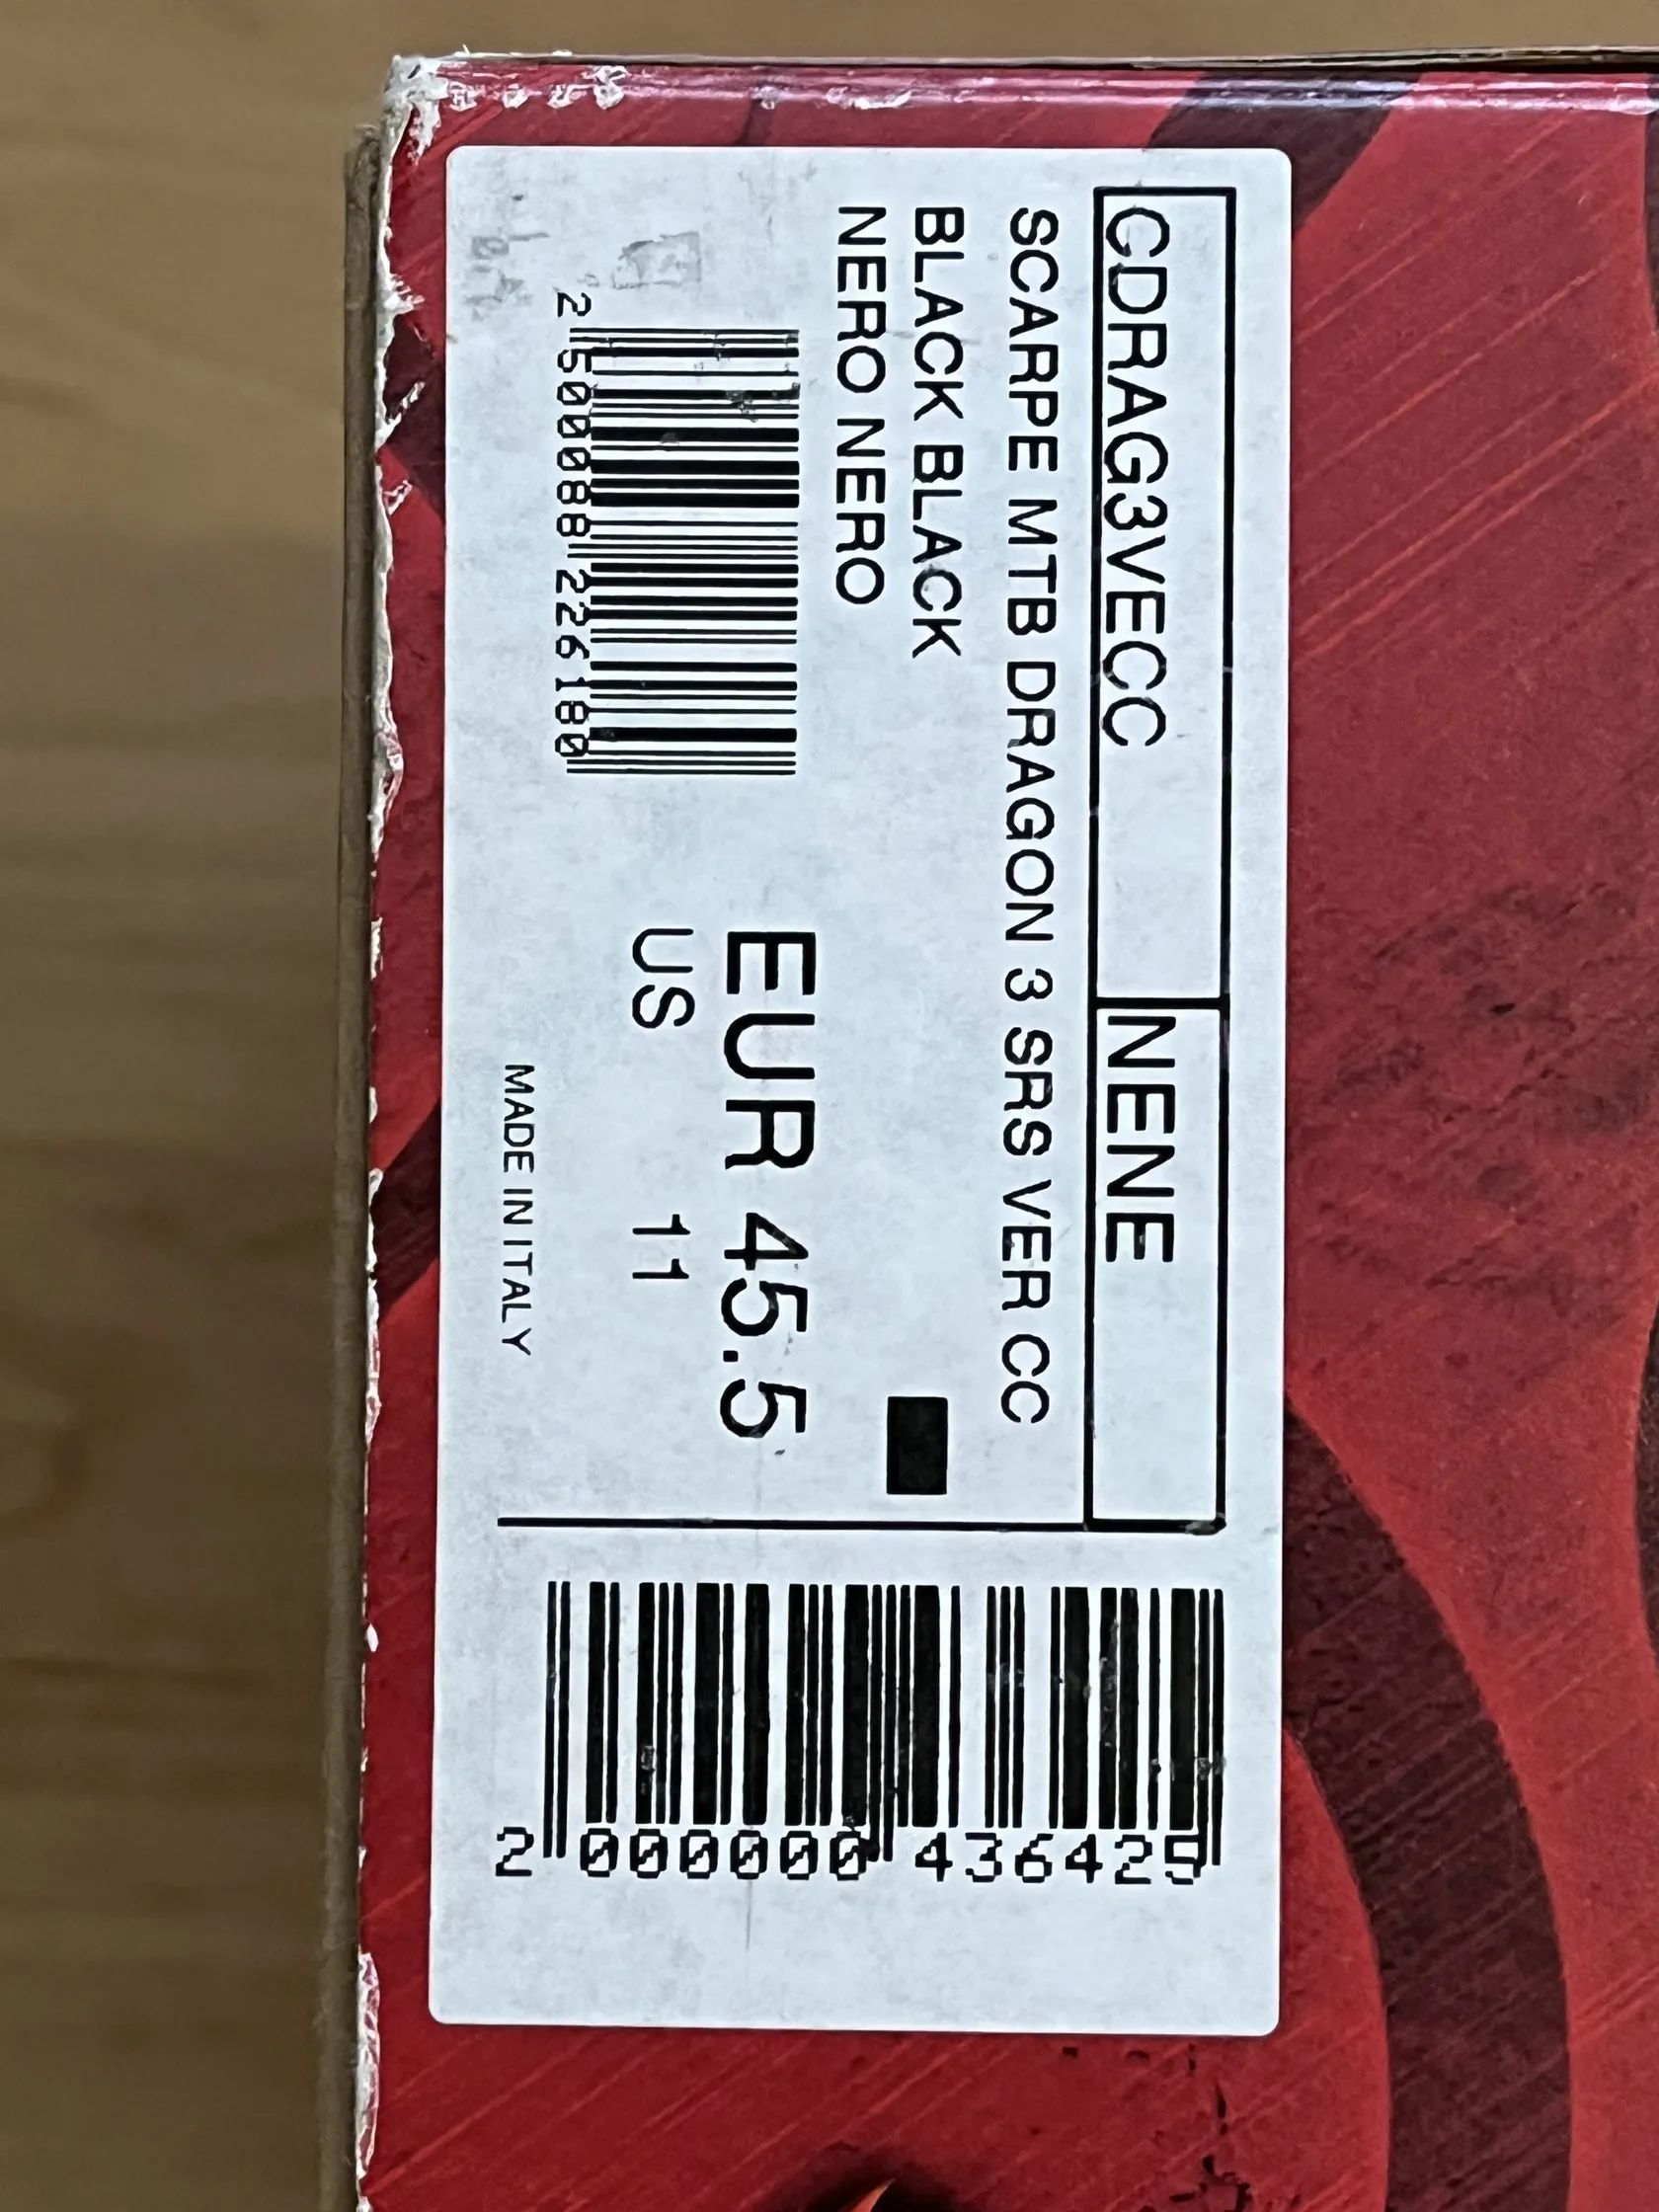 CDRAG3VECC NENE
SCARPE MTB DRAGON 3 SRS VER CC
BLACK BLACK
NERO NERO
2 500088 226180
EUR 45.5
US 11
MADE IN ITALY
2 000000 436425